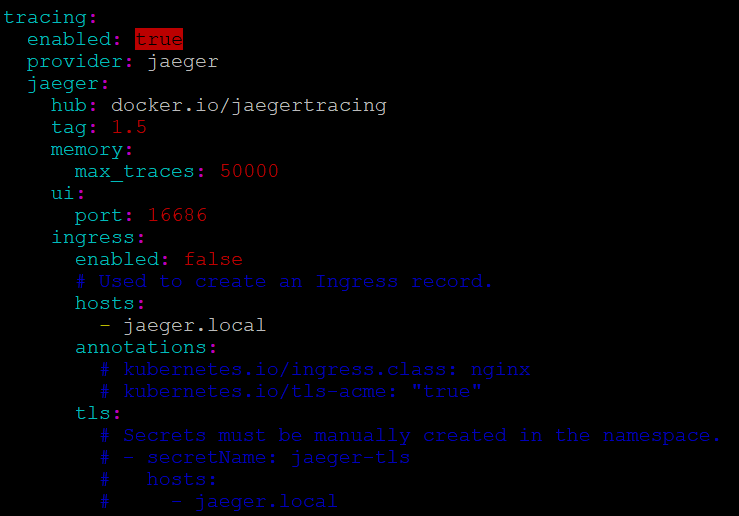 tracing:
  enabled: true
  provider: jaeger
  jaeger:
    hub: docker.io/jaegertracing
    tag: 1.5
    memory:
      max_traces: 50000
    ui:
      port: 16686
    ingress:
      enabled: false
      # Used to create an Ingress record.
      hosts:
        - jaeger.local
      annotations:
        # kubernetes.io/ingress.class: nginx
        # kubernetes.io/tls-acme: "true"
      tls:
        # Secrets must be manually created in the namespace.
        # - secretName: jaeger-tls
        #   hosts:
        #     - jaeger.local